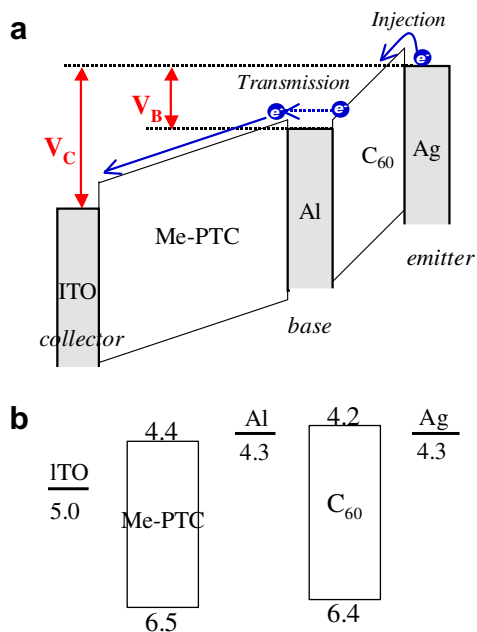 a
Injection
e⁻
Transmission
V_B
e⁻
e⁻
V_C
C₆₀
Ag
Al
Me-PTC
emitter
ITO
collector
base
b
4.4
Al
4.2
Ag
4.3
4.3
ITO
5.0
Me-PTC
C₆₀
6.5
6.4